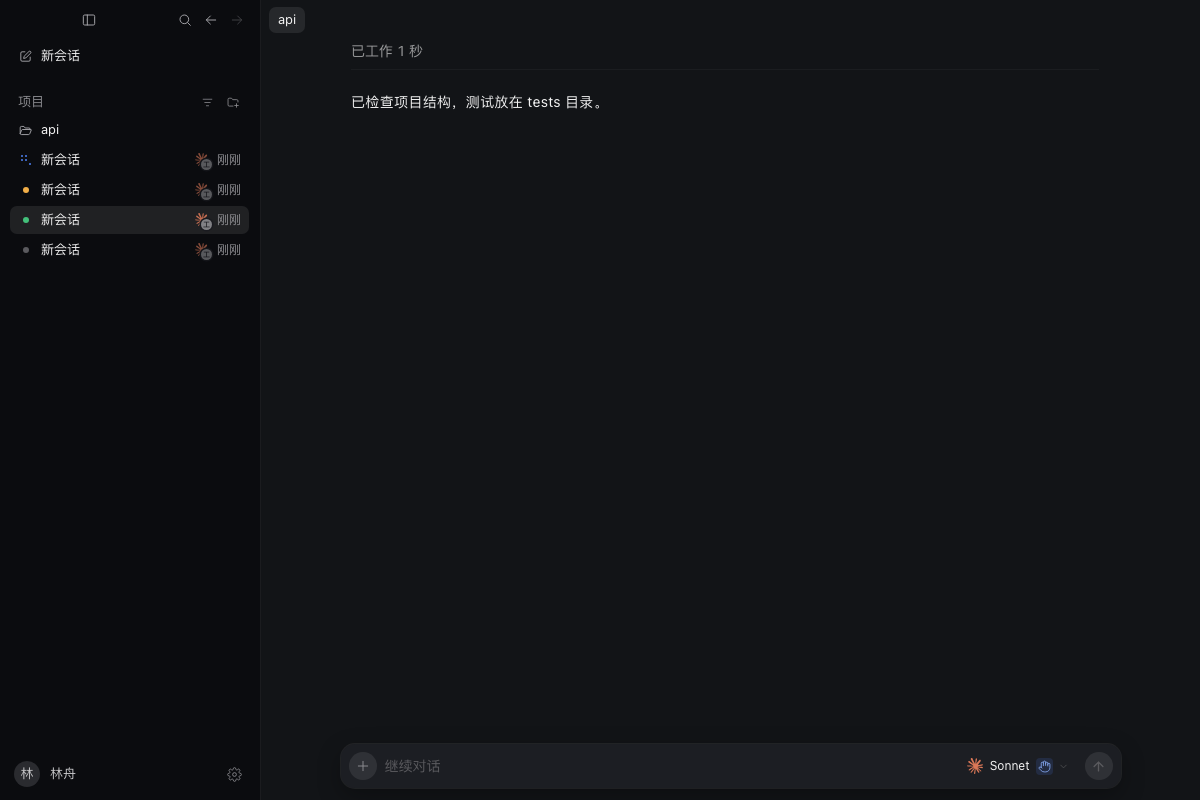 新会话
项目
api
新会话 刚刚
新会话 刚刚
新会话 刚刚
新会话 刚刚
林 林舟
api
已工作 1 秒
已检查项目结构，测试放在 tests 目录。
继续对话 Sonnet